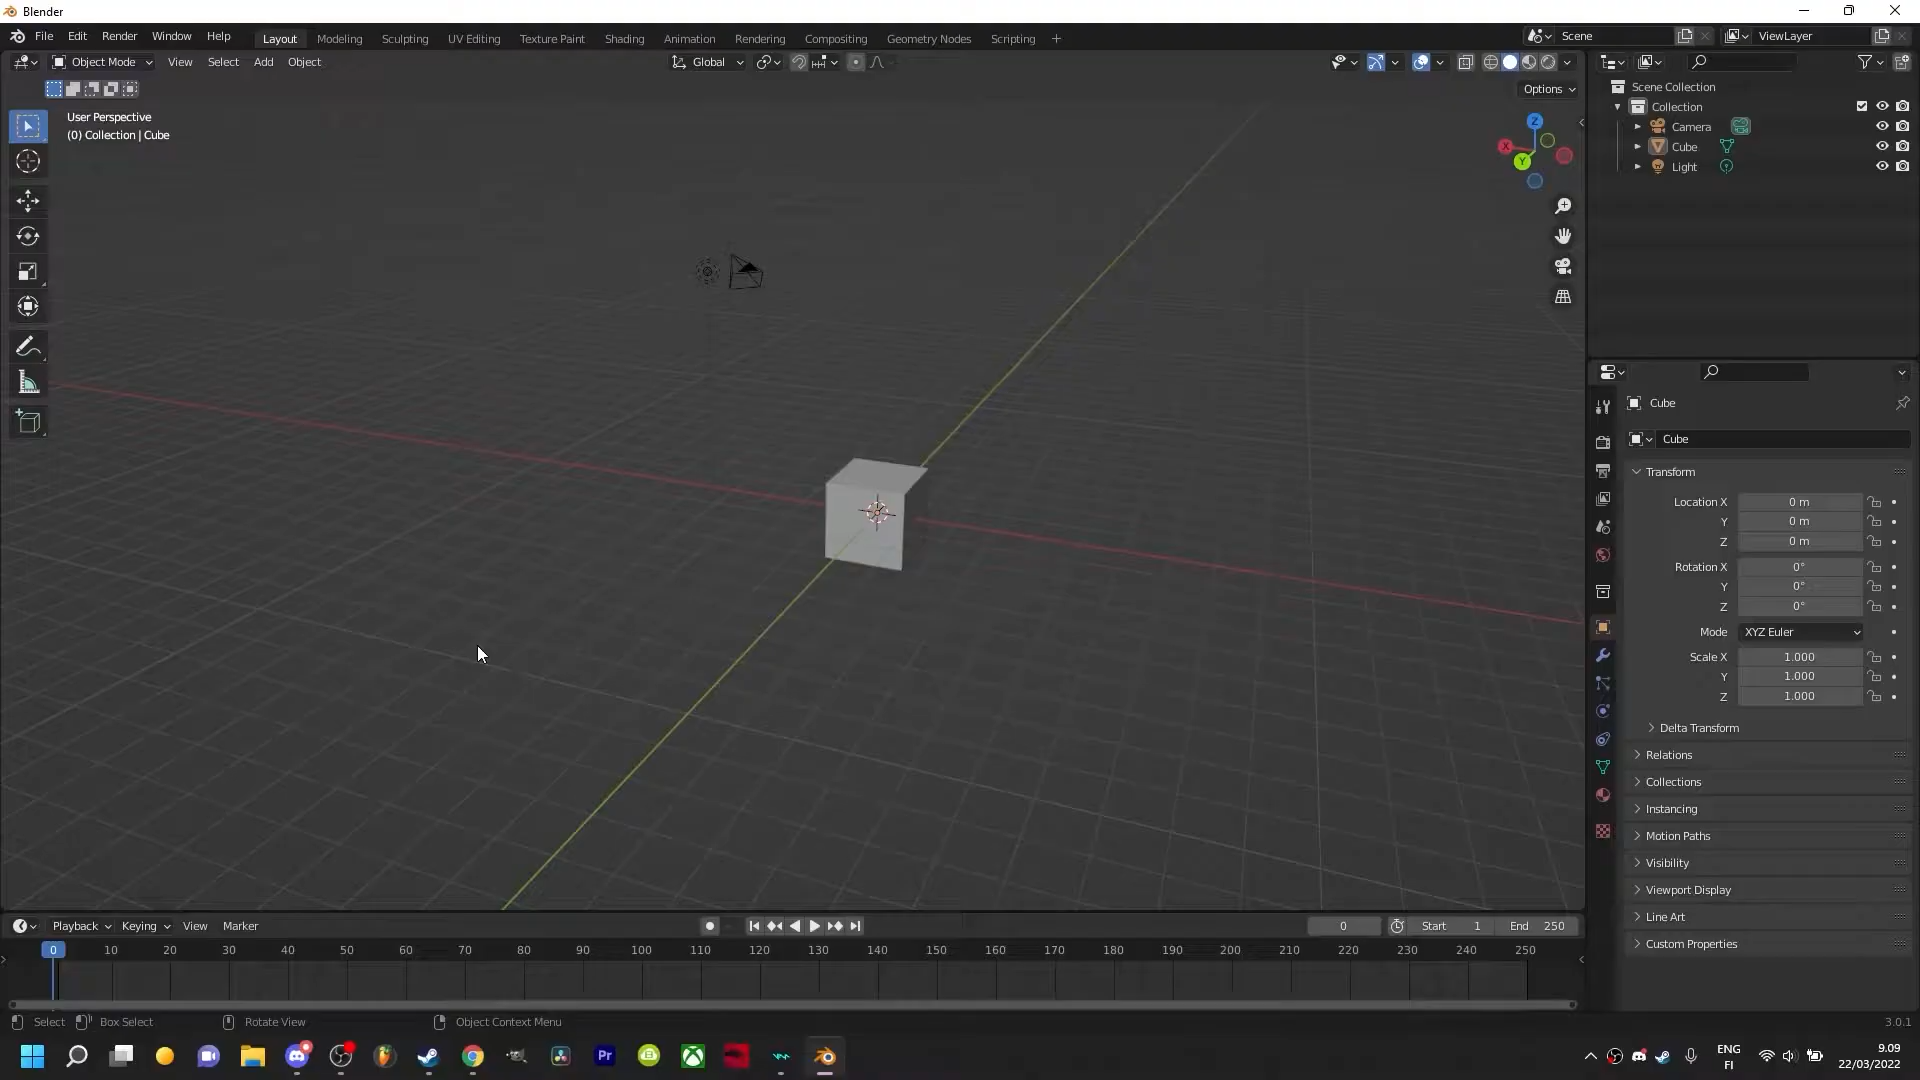 Blender
File Edit Render Window Help Layout Modeling Sculpting UV Editing Texture Paint Shading Animation Rendering Compositing Geometry Nodes Scripting + Scene ViewLayer
Object Mode View Select Add Object Global
Options
User Perspective
(0) Collection | Cube
Z
X
Y
Scene Collection
Collection
Camera
Cube
Light
Cube
Cube
Transform
Location X 0 m
Y 0 m
Z 0 m
Rotation X 0°
Y 0°
Z 0°
Mode XYZ Euler
Scale X 1.000
Y 1.000
Z 1.000
Delta Transform
Relations
Collections
Instancing
Motion Paths
Visibility
Viewport Display
Line Art
Custom Properties
Playback Keying View Marker 0 Start 1 End 250
0 10 20 30 40 50 60 70 80 90 100 110 120 130 140 150 160 170 180 190 200 210 220 230 240 250
Select Box Select Rotate View Object Context Menu 3.0.1
Pr
ENG
FI
9.09
22/03/2022